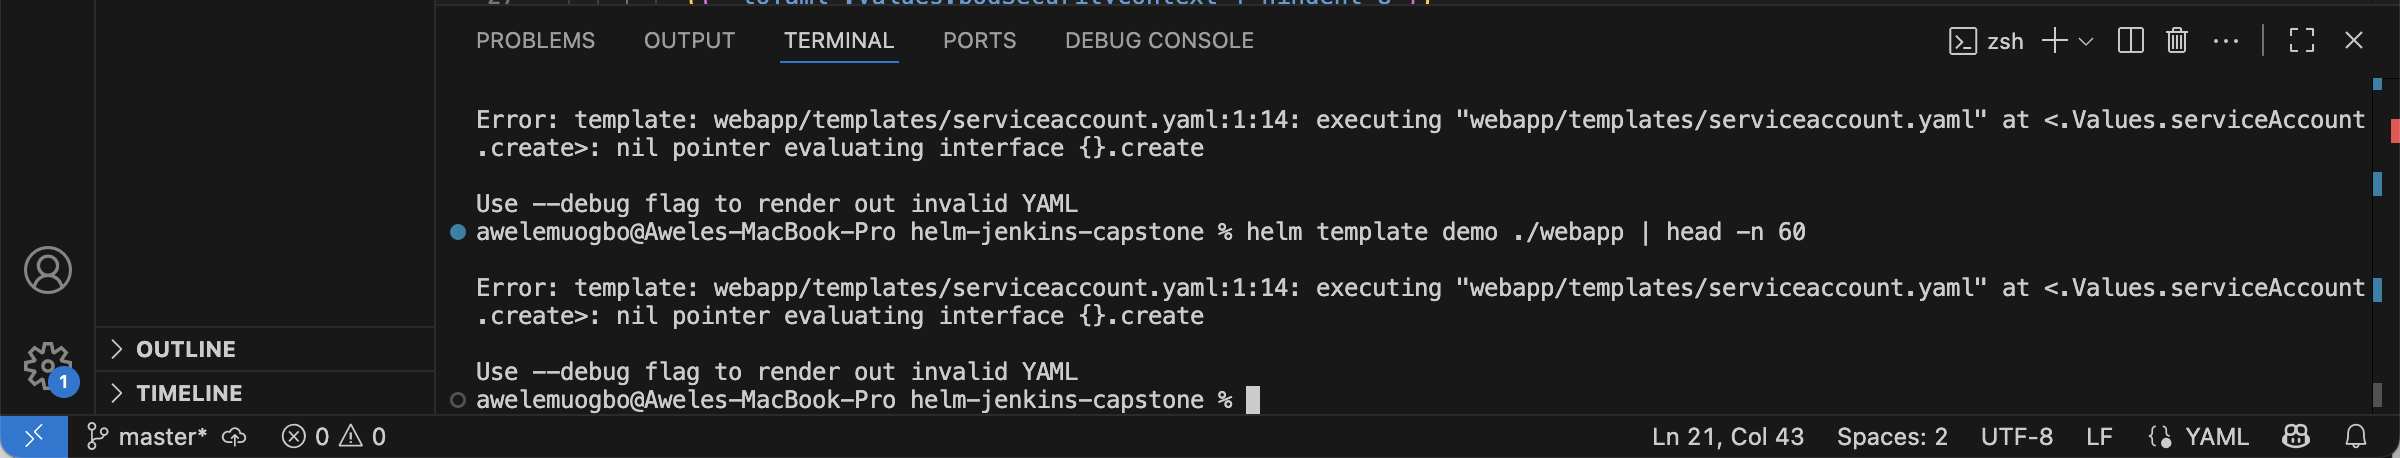 PROBLEMS OUTPUT TERMINAL PORTS DEBUG CONSOLE zsh
Error: template: webapp/templates/serviceaccount.yaml:1:14: executing "webapp/templates/serviceaccount.yaml" at <.Values.serviceAccount
.create>: nil pointer evaluating interface {}.create
Use --debug flag to render out invalid YAML
awelemuogbo@Aweles-MacBook-Pro helm-jenkins-capstone % helm template demo ./webapp | head -n 60
Error: template: webapp/templates/serviceaccount.yaml:1:14: executing "webapp/templates/serviceaccount.yaml" at <.Values.serviceAccount
.create>: nil pointer evaluating interface {}.create
Use --debug flag to render out invalid YAML
awelemuogbo@Aweles-MacBook-Pro helm-jenkins-capstone %
OUTLINE
1
TIMELINE
master* 0 0 Ln 21, Col 43 Spaces: 2 UTF-8 LF YAML